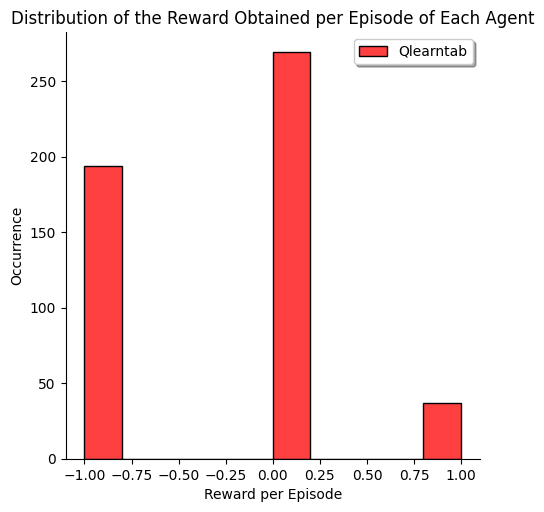 Distribution of the Reward Obtained per Episode of Each Agent
Qlearntab
250
200
150
100
50
0
Occurrence
−1.00 −0.75 −0.50 −0.25 0.00 0.25 0.50 0.75 1.00
Reward per Episode